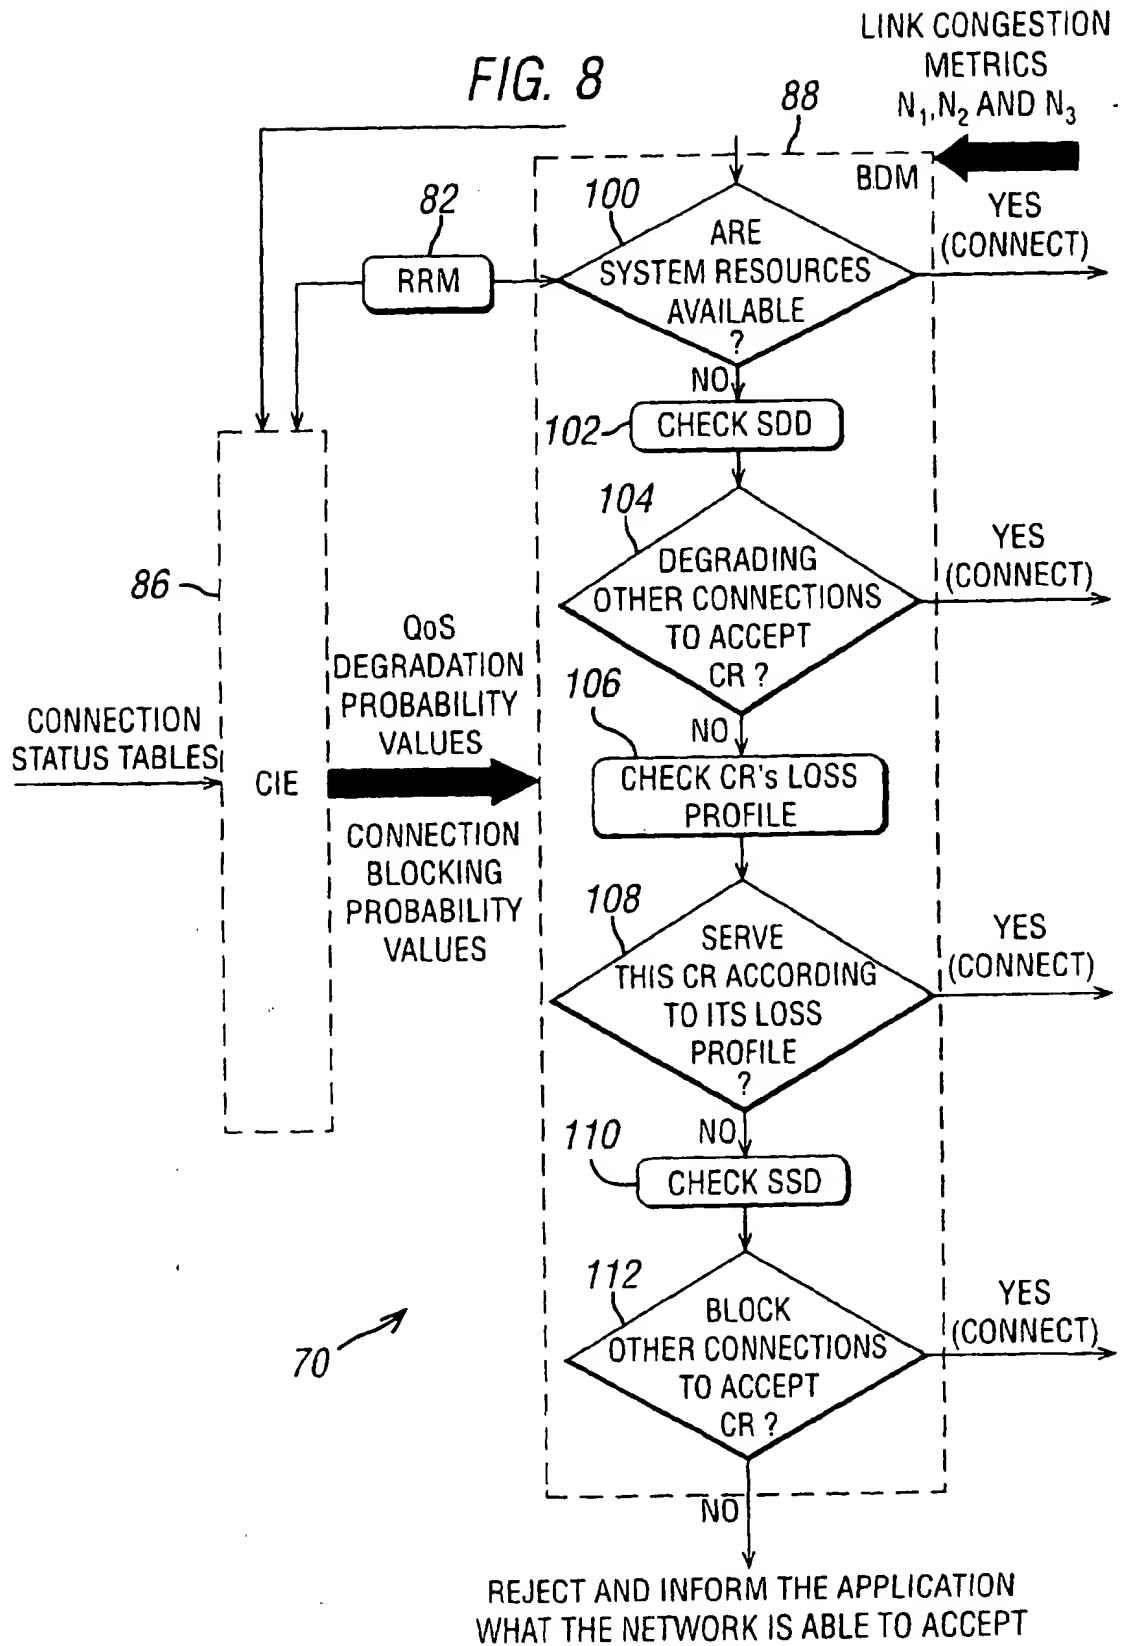 LINK CONGESTION
METRICS
N1,N2 AND N3
FIG. 8
88
BDM
100
82
YES
(CONNECT)
ARE
SYSTEM RESOURCES
AVAILABLE
?
RRM
NO
102
CHECK SDD
104
YES
(CONNECT)
DEGRADING
OTHER CONNECTIONS
TO ACCEPT
CR ?
86
QoS
DEGRADATION
PROBABILITY
VALUES
106
NO
CONNECTION
STATUS TABLES
CIE
CHECK CR's LOSS
PROFILE
CONNECTION
BLOCKING
PROBABILITY
VALUES
108
YES
(CONNECT)
SERVE
THIS CR ACCORDING
TO ITS LOSS
PROFILE
?
NO
110
CHECK SSD
112
YES
(CONNECT)
BLOCK
OTHER CONNECTIONS
TO ACCEPT
CR ?
70
NO
REJECT AND INFORM THE APPLICATION
WHAT THE NETWORK IS ABLE TO ACCEPT